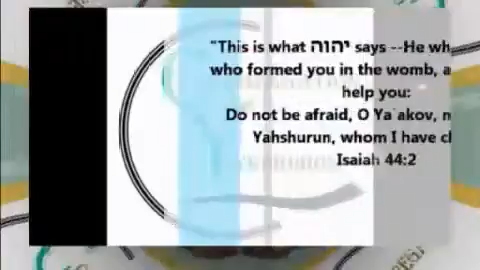 "This is what יהוה says --He
who formed you in the womb,
help you:
Do not be afraid, O Ya`akov,
Yahshurun, whom I have
Isaiah 44:2